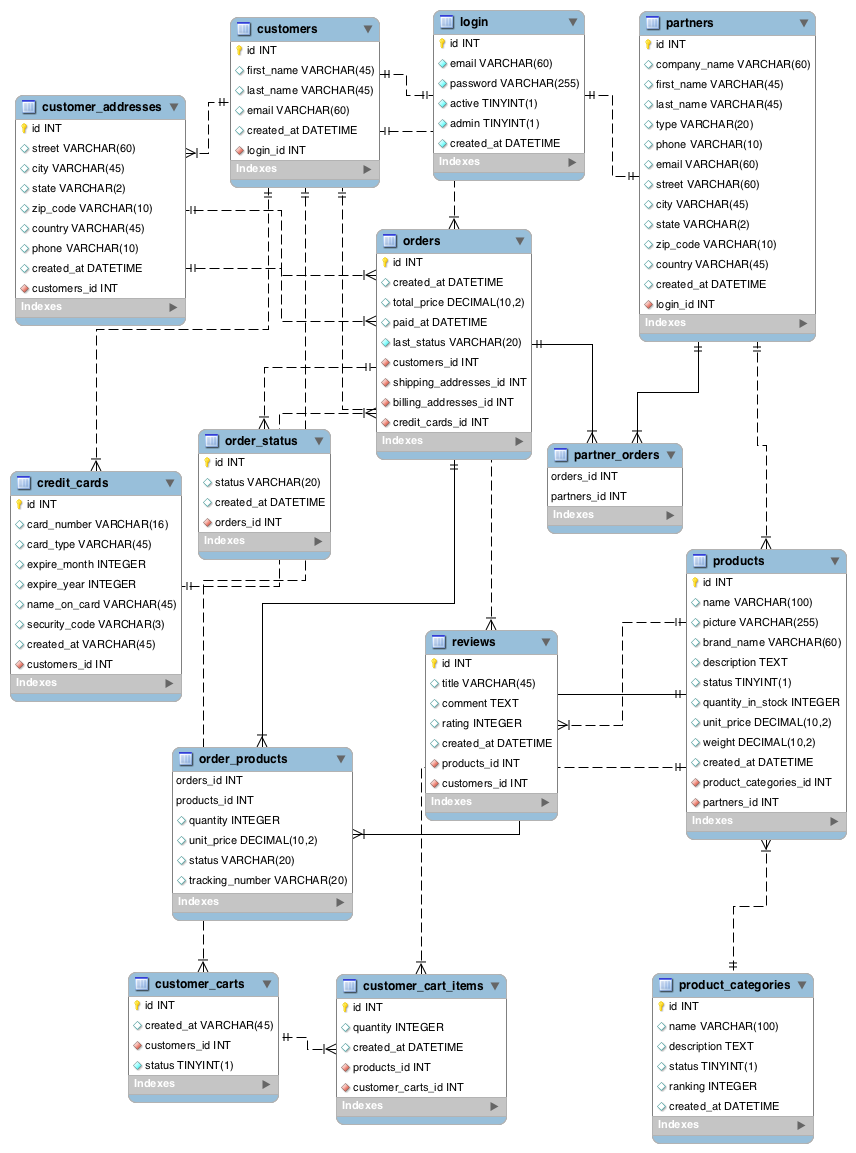 customers
id INT
first_name VARCHAR(45)
last_name VARCHAR(45)
email VARCHAR(60)
created_at DATETIME
login_id INT
Indexes
login
id INT
email VARCHAR(60)
password VARCHAR(255)
active TINYINT(1)
admin TINYINT(1)
created_at DATETIME
Indexes
partners
id INT
company_name VARCHAR(60)
first_name VARCHAR(45)
last_name VARCHAR(45)
type VARCHAR(20)
phone VARCHAR(10)
email VARCHAR(60)
street VARCHAR(60)
city VARCHAR(45)
state VARCHAR(2)
zip_code VARCHAR(10)
country VARCHAR(45)
created_at DATETIME
login_id INT
Indexes
customer_addresses
id INT
street VARCHAR(60)
city VARCHAR(45)
state VARCHAR(2)
zip_code VARCHAR(10)
country VARCHAR(45)
phone VARCHAR(10)
created_at DATETIME
customers_id INT
Indexes
orders
id INT
created_at DATETIME
total_price DECIMAL(10,2)
paid_at DATETIME
last_status VARCHAR(20)
customers_id INT
shipping_addresses_id INT
billing_addresses_id INT
credit_cards_id INT
Indexes
order_status
id INT
status VARCHAR(20)
created_at DATETIME
orders_id INT
Indexes
partner_orders
orders_id INT
partners_id INT
Indexes
credit_cards
id INT
card_number VARCHAR(16)
card_type VARCHAR(45)
expire_month INTEGER
expire_year INTEGER
name_on_card VARCHAR(45)
security_code VARCHAR(3)
created_at VARCHAR(45)
customers_id INT
Indexes
products
id INT
name VARCHAR(100)
picture VARCHAR(255)
brand_name VARCHAR(60)
description TEXT
status TINYINT(1)
quantity_in_stock INTEGER
unit_price DECIMAL(10,2)
weight DECIMAL(10,2)
created_at DATETIME
product_categories_id INT
partners_id INT
Indexes
reviews
id INT
title VARCHAR(45)
comment TEXT
rating INTEGER
created_at DATETIME
products_id INT
customers_id INT
Indexes
order_products
orders_id INT
products_id INT
quantity INTEGER
unit_price DECIMAL(10,2)
status VARCHAR(20)
tracking_number VARCHAR(20)
Indexes
customer_carts
id INT
created_at VARCHAR(45)
customers_id INT
status TINYINT(1)
Indexes
customer_cart_items
id INT
quantity INTEGER
created_at DATETIME
products_id INT
customer_carts_id INT
Indexes
product_categories
id INT
name VARCHAR(100)
description TEXT
status TINYINT(1)
ranking INTEGER
created_at DATETIME
Indexes